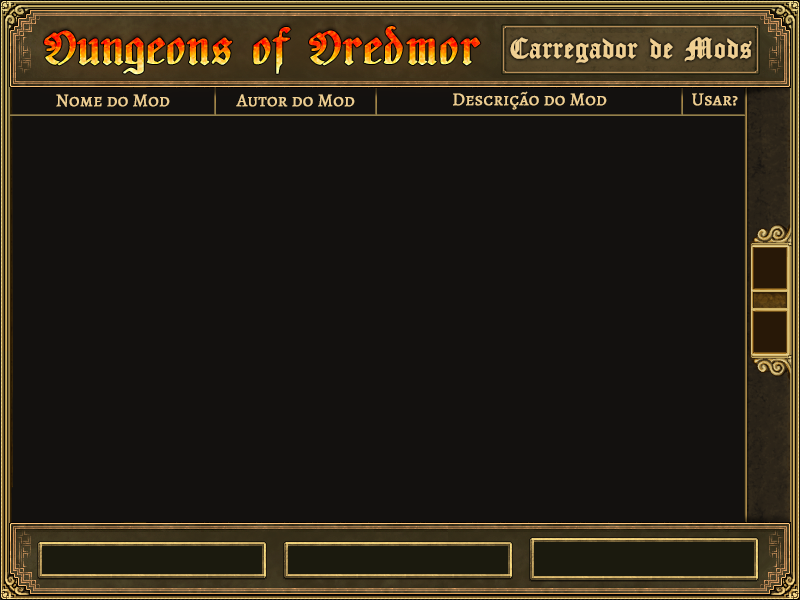 Dungeons of Dredmor
Carregador de Mods
Nome do Mod
Autor do Mod
Descrição do Mod
Usar?